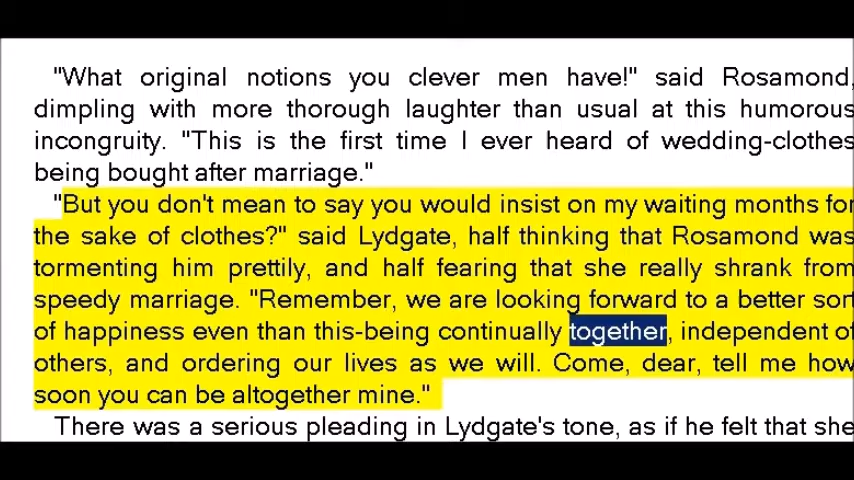 "What original notions you clever men have!" said Rosamond,
dimpling with more thorough laughter than usual at this humorous
incongruity. "This is the first time I ever heard of wedding-clothes
being bought after marriage."
"But you don't mean to say you would insist on my waiting months for
the sake of clothes?" said Lydgate, half thinking that Rosamond was
tormenting him prettily, and half fearing that she really shrank from
speedy marriage. "Remember, we are looking forward to a better sort
of happiness even than this-being continually together, independent of
others, and ordering our lives as we will. Come, dear, tell me how
soon you can be altogether mine."
There was a serious pleading in Lydgate's tone, as if he felt that she